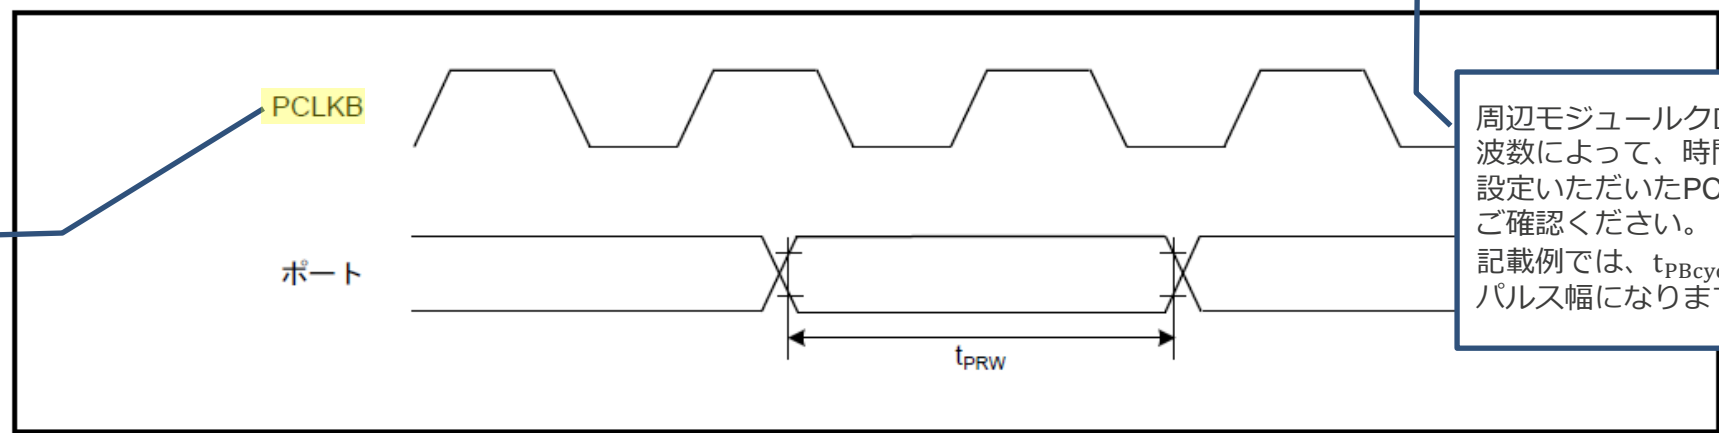 PCLKB
ポート
tPRW
周辺モジュールク
波数によって、時
設定いただいたPC
ご確認ください。
記載例では、tPBcy
パルス幅になりま